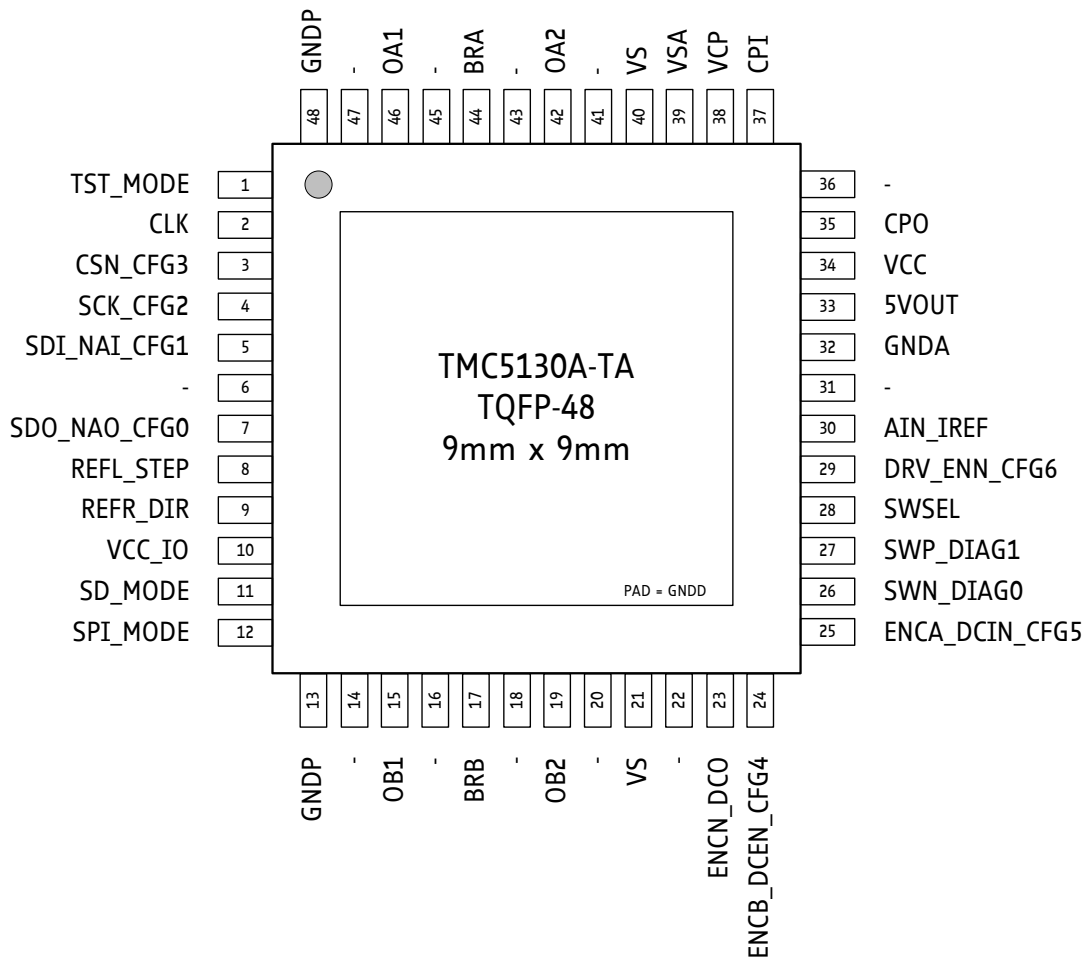 GNDP
-
OA1
-
BRA
-
OA2
-
VS
VSA
VCP
CPI
48
47
46
45
44
43
42
41
40
39
38
37
TST_MODE 1
CLK 2
CSN_CFG3 3
SCK_CFG2 4
SDI_NAI_CFG1 5
- 6
SDO_NAO_CFG0 7
REFL_STEP 8
REFR_DIR 9
VCC_IO 10
SD_MODE 11
SPI_MODE 12
TMC5130A-TA
TQFP-48
9mm x 9mm
PAD = GNDD
36 -
35 CPO
34 VCC
33 5VOUT
32 GNDA
31 -
30 AIN_IREF
29 DRV_ENN_CFG6
28 SWSEL
27 SWP_DIAG1
26 SWN_DIAG0
25 ENCA_DCIN_CFG5
13
14
15
16
17
18
19
20
21
22
23
24
GNDP
-
OB1
-
BRB
-
OB2
-
VS
-
ENCN_DCO
ENCB_DCEN_CFG4